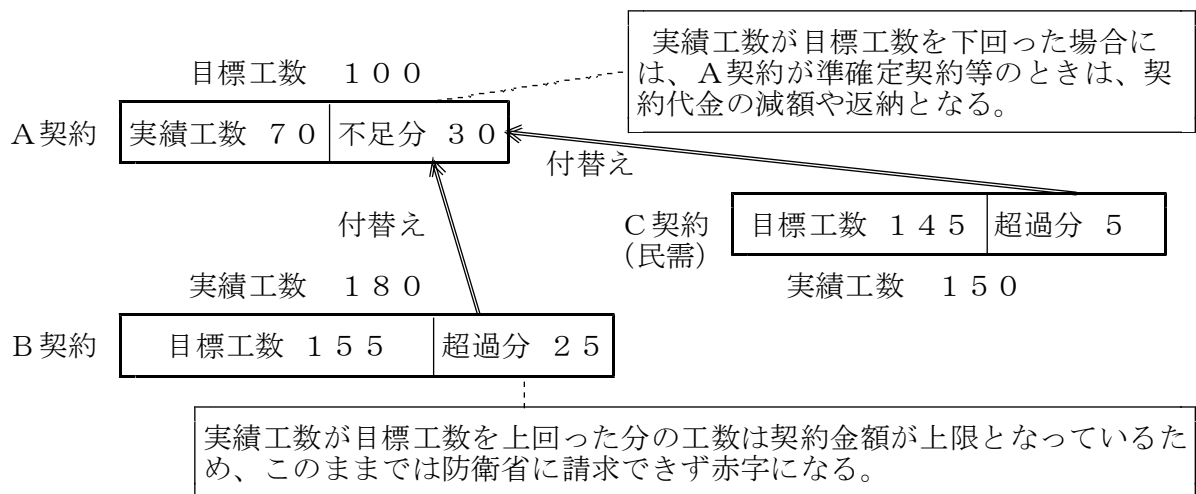 実績工数が目標工数を下回った場合に
は、A契約が準確定契約等のときは、契
約代金の減額や返納となる。
目標工数　１００
A契約
実績工数　７０
不足分　３０
付替え
付替え
C契約
(民需)
目標工数　１４５
超過分　５
実績工数　１５０
実績工数　１８０
B契約
目標工数　１５５
超過分　２５
実績工数が目標工数を上回った分の工数は契約金額が上限となっているた
め、このままでは防衛省に請求できず赤字になる。